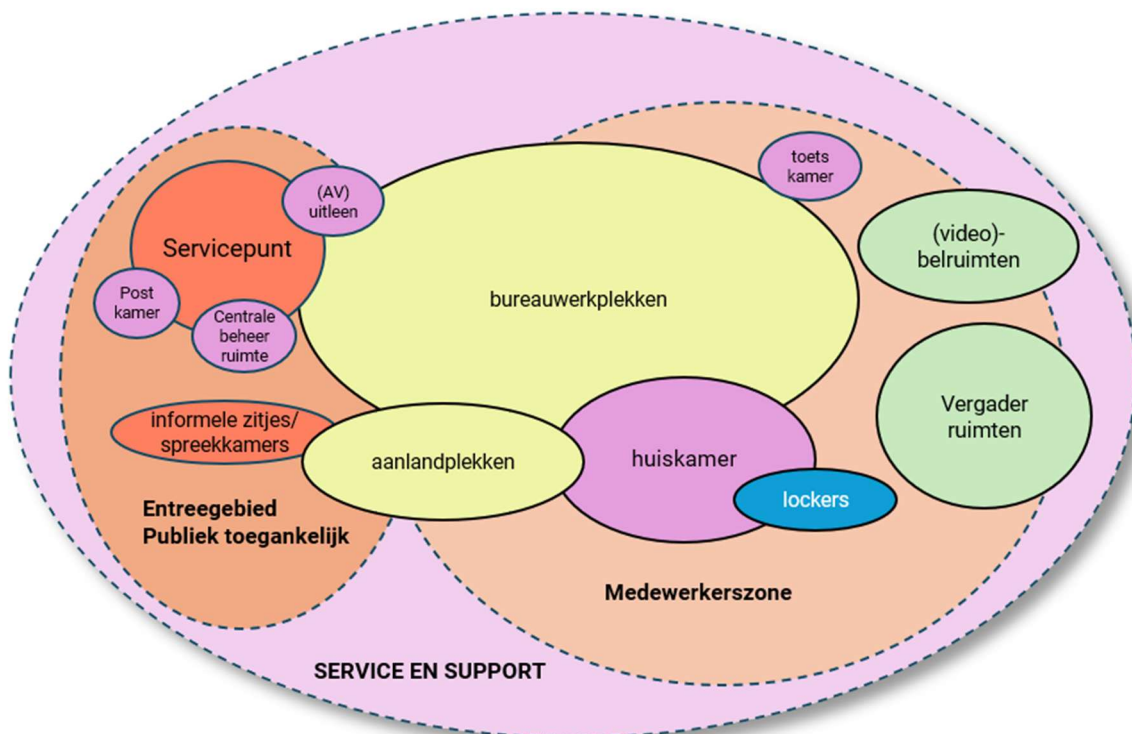 (AV)
uitleen
Servicepunt
Post
kamer
Centrale
beheer
ruimte
informele zitjes/
spreekkamers
Entreegebied
Publiek toegankelijk
bureauwerkplekken
aanlandplekken
huiskamer
lockers
toets
kamer
(video)-
belruimten
Vergader
ruimten
Medewerkerszone
SERVICE EN SUPPORT